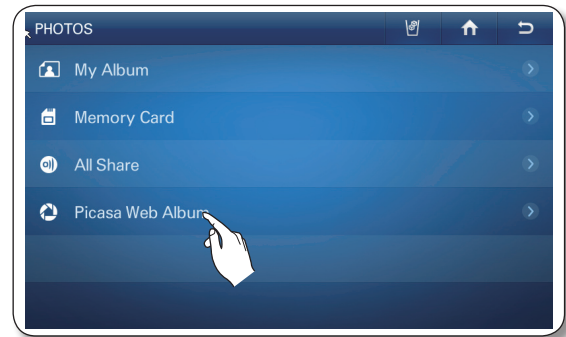 PHOTOS
My Album
Memory Card
All Share
Picasa Web Album